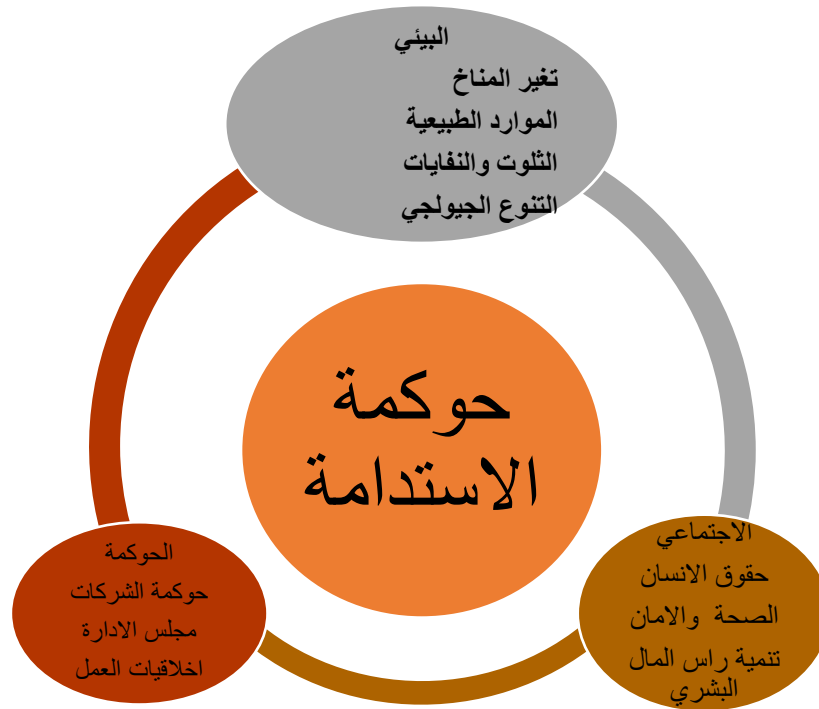 البيئي
تغير المناخ
الموارد الطبيعية
الثلوت والنفايات
التنوع الجيولجي
حوكمة
الاستدامة
الاجتماعي
حقوق الانسان
الصحة والامان
تنمية راس المال
البشري
الحوكمة
حوكمة الشركات
مجلس الادارة
اخلاقيات العمل